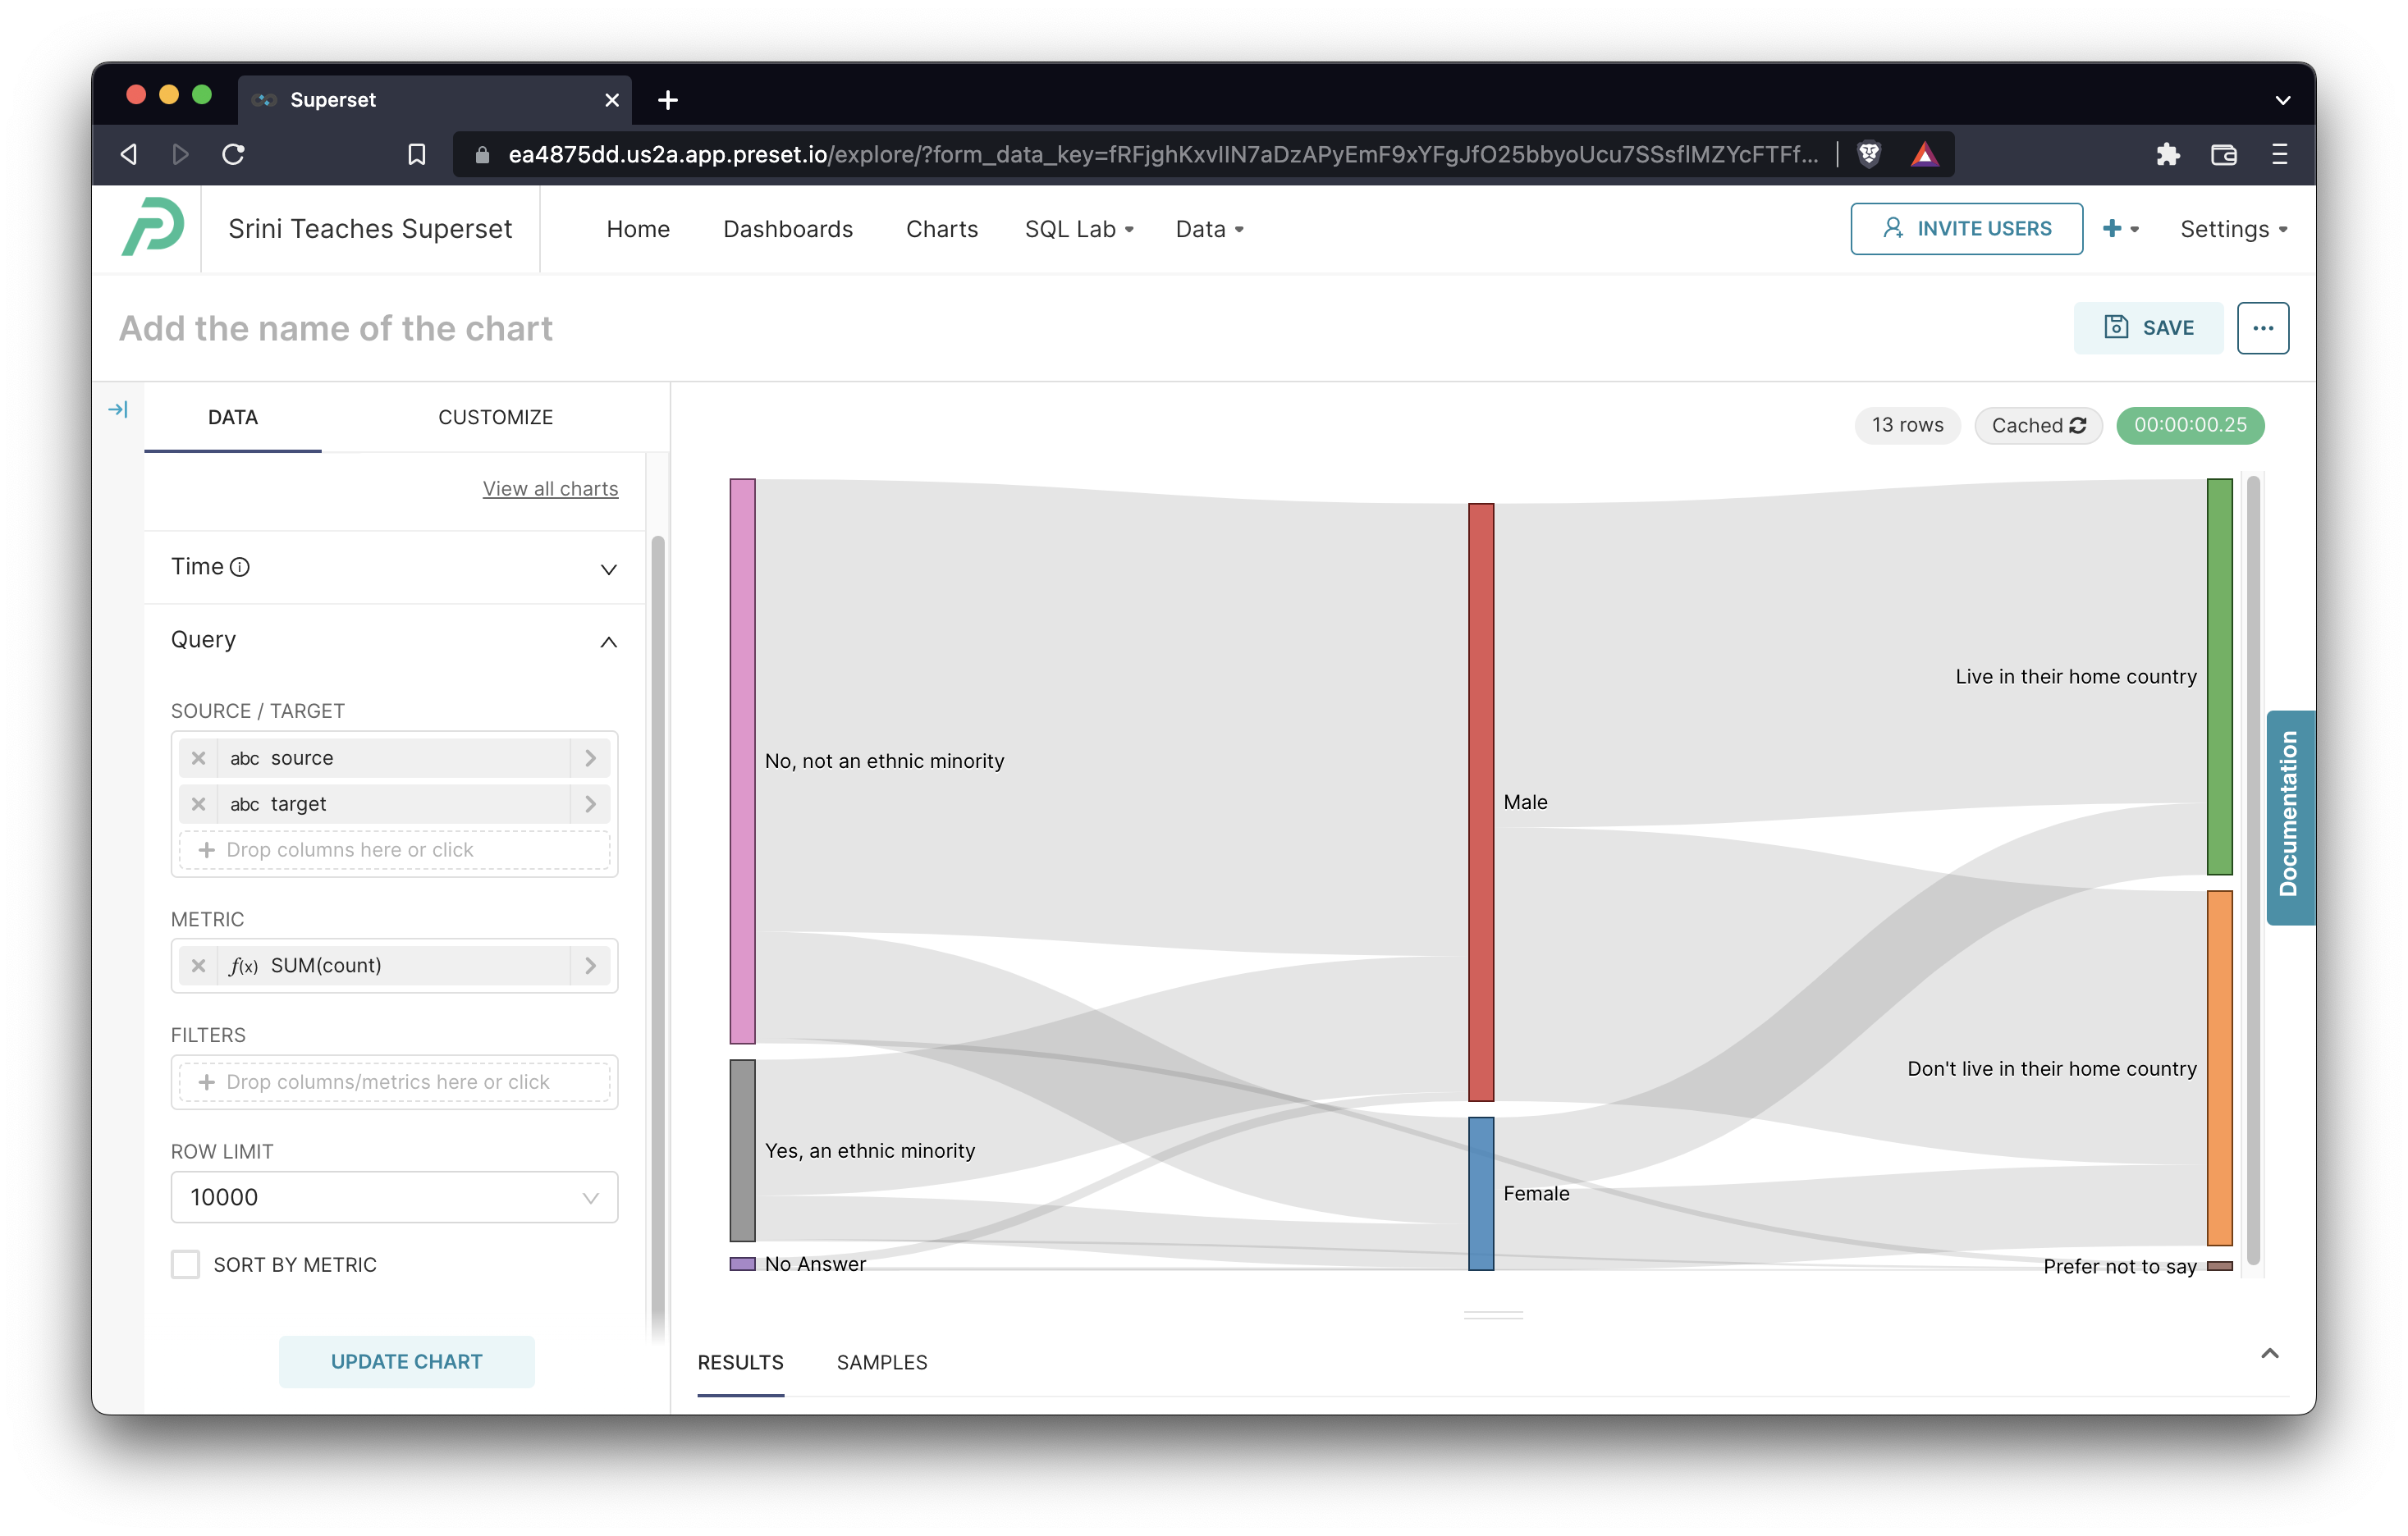 Superset
ea4875dd.us2a.app.preset.io/explore/?form_data_key=fRFjghKxvIIN7aDzAPyEmF9xYFgJfO25bbyoUcu7SSsfIMZYcFTFf...
Srini Teaches Superset
Home
Dashboards
Charts
SQL Lab
Data
INVITE USERS
Settings
Add the name of the chart
SAVE
DATA
CUSTOMIZE
View all charts
Time
Query
SOURCE / TARGET
abc source
abc target
Drop columns here or click
METRIC
f(x) SUM(count)
FILTERS
Drop columns/metrics here or click
ROW LIMIT
10000
SORT BY METRIC
UPDATE CHART
13 rows
Cached
00:00:00.25
No, not an ethnic minority
Yes, an ethnic minority
No Answer
Male
Female
Live in their home country
Don't live in their home country
Prefer not to say
Documentation
RESULTS
SAMPLES